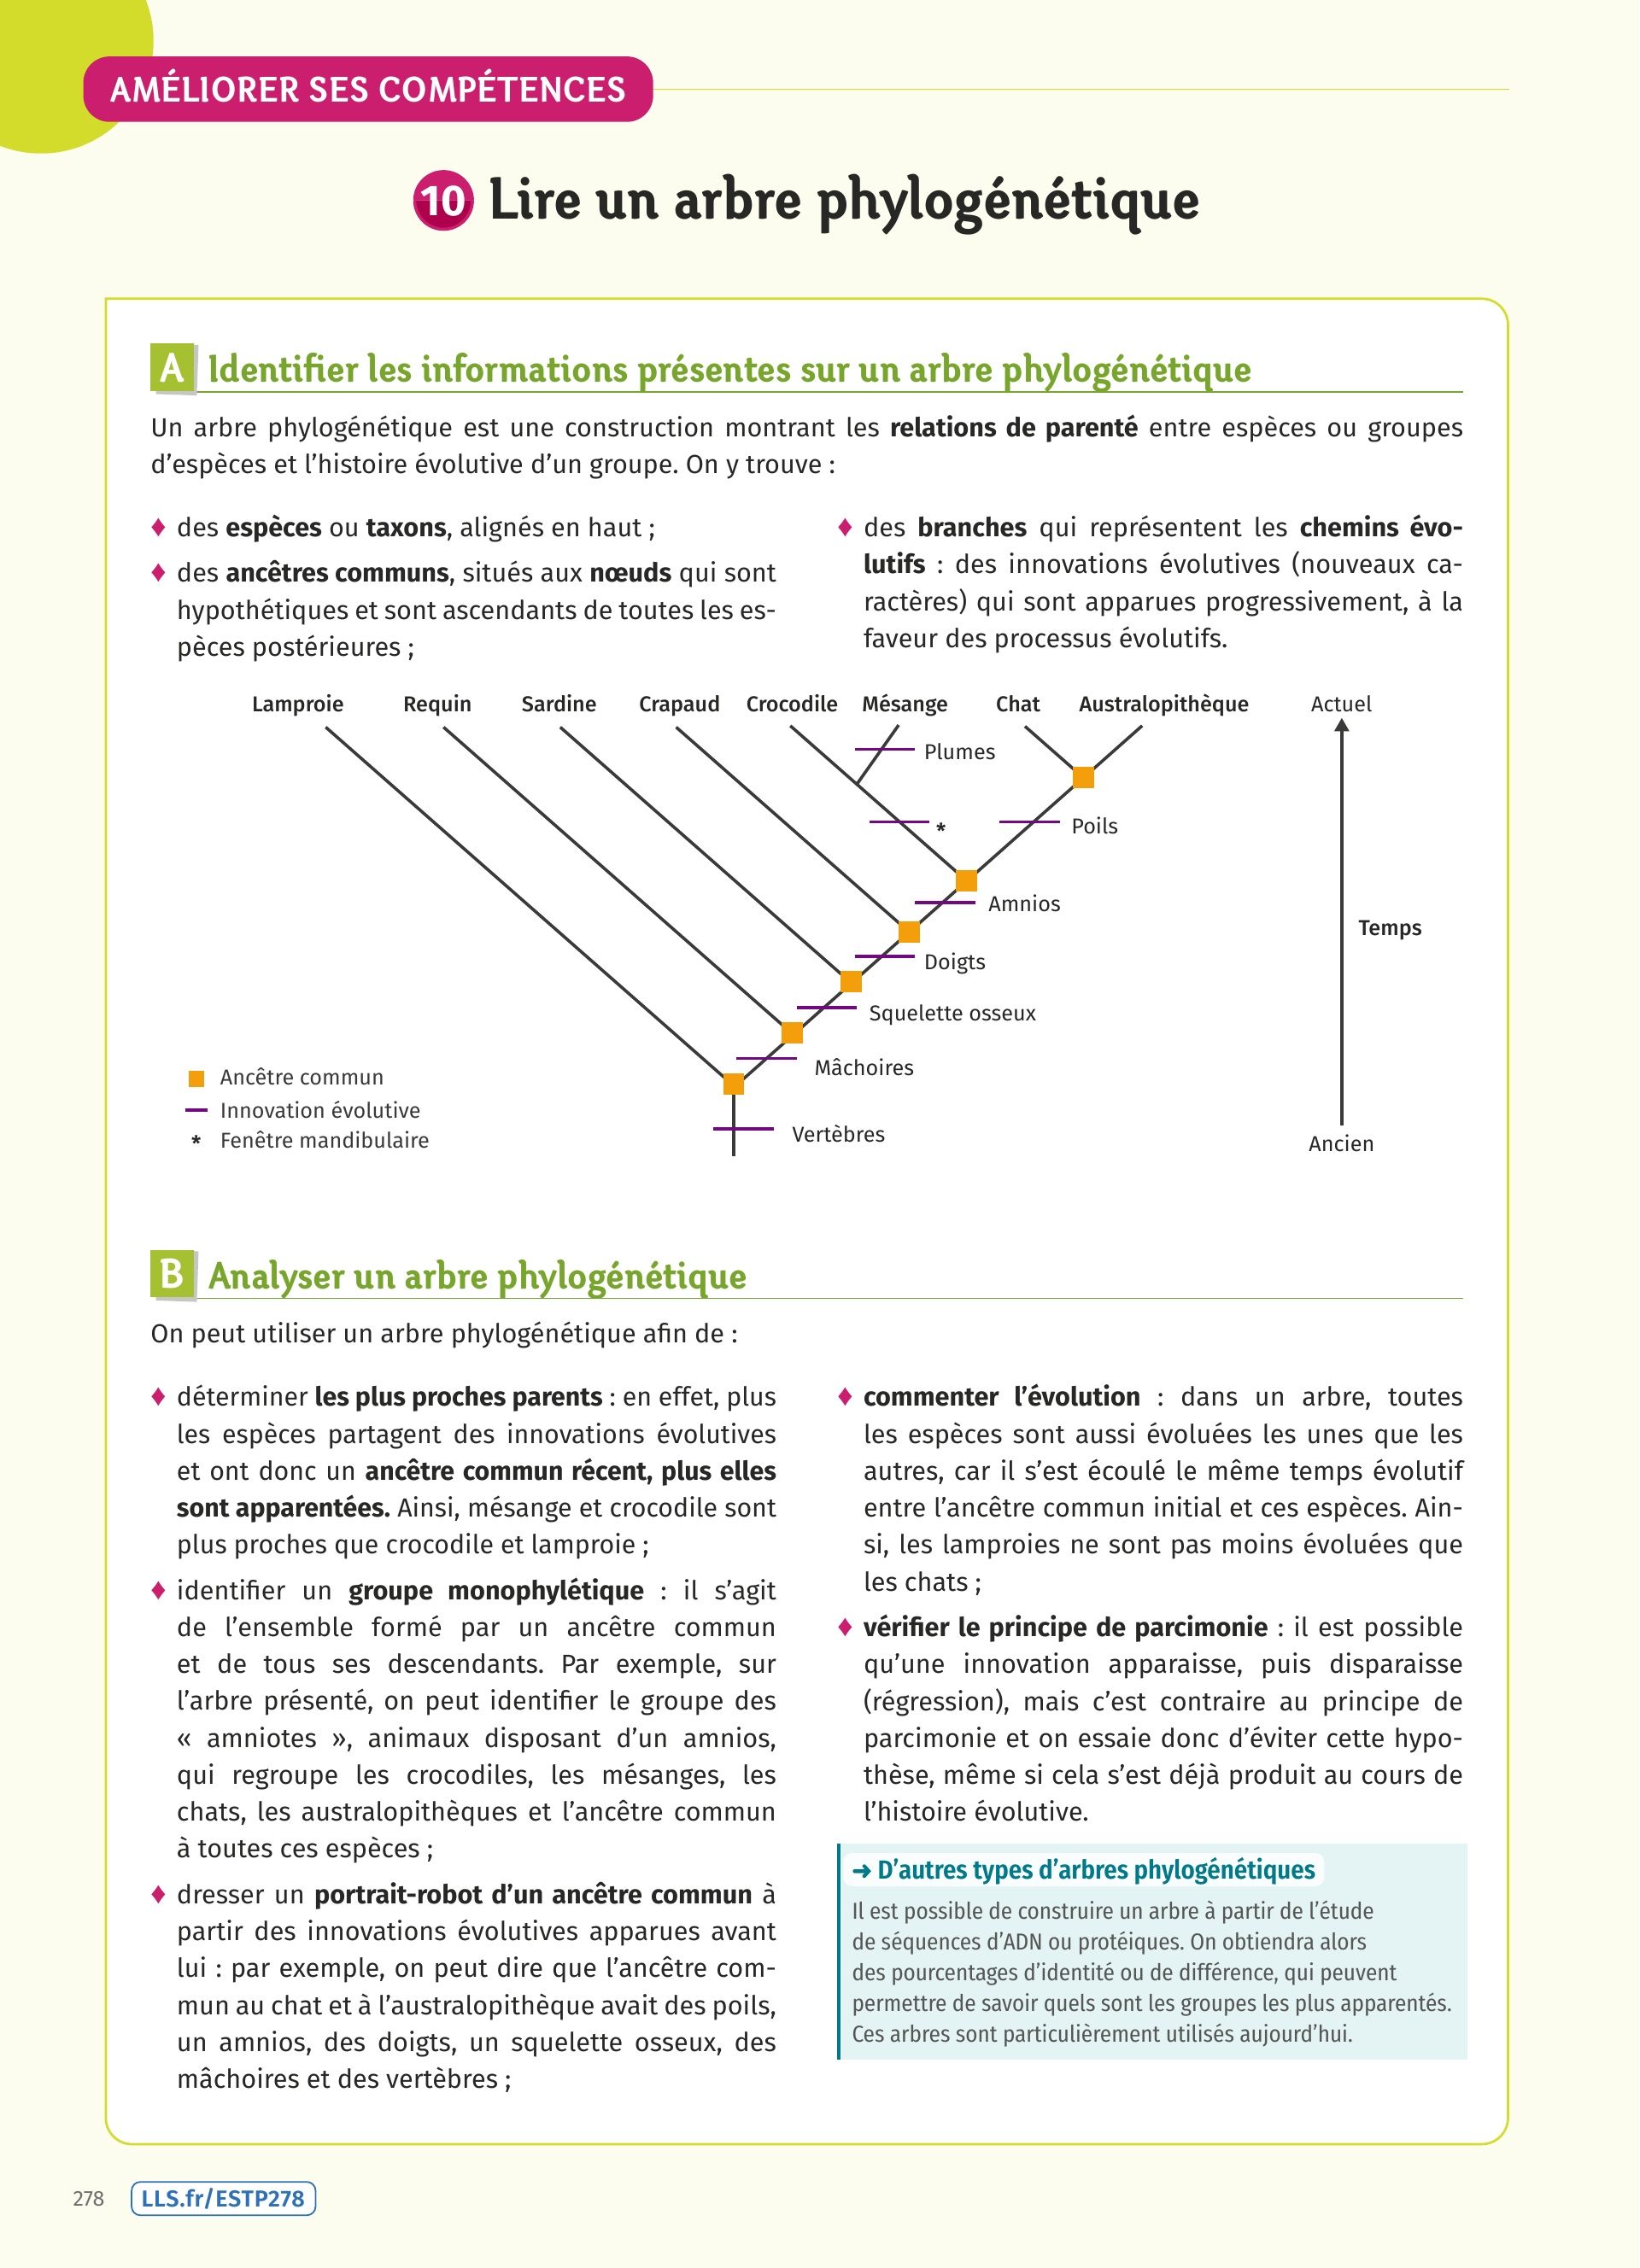 AMÉLIORER SES COMPÉTENCES
10 Lire un arbre phylogénétique
A Identifier les informations présentes sur un arbre phylogénétique
Un arbre phylogénétique est une construction montrant les relations de parenté entre espèces ou groupes
d’espèces et l’histoire évolutive d’un groupe. On y trouve :
♦ des espèces ou taxons, alignés en haut ;
♦ des ancêtres communs, situés aux nœuds qui sont
hypothétiques et sont ascendants de toutes les es-
pèces postérieures ;
♦ des branches qui représentent les chemins évo-
lutifs : des innovations évolutives (nouveaux ca-
ractères) qui sont apparues progressivement, à la
faveur des processus évolutifs.
Lamproie Requin Sardine Crapaud Crocodile Mésange Chat Australopithèque Actuel
Plumes
*
Poils
Amnios
Temps
Doigts
Squelette osseux
Mâchoires
Vertèbres
Ancien
Ancêtre commun
Innovation évolutive
* Fenêtre mandibulaire
B Analyser un arbre phylogénétique
On peut utiliser un arbre phylogénétique afin de :
♦ déterminer les plus proches parents : en effet, plus
les espèces partagent des innovations évolutives
et ont donc un ancêtre commun récent, plus elles
sont apparentées. Ainsi, mésange et crocodile sont
plus proches que crocodile et lamproie ;
♦ identifier un groupe monophylétique : il s’agit
de l’ensemble formé par un ancêtre commun
et de tous ses descendants. Par exemple, sur
l’arbre présenté, on peut identifier le groupe des
« amniotes », animaux disposant d’un amnios,
qui regroupe les crocodiles, les mésanges, les
chats, les australopithèques et l’ancêtre commun
à toutes ces espèces ;
♦ dresser un portrait-robot d’un ancêtre commun à
partir des innovations évolutives apparues avant
lui : par exemple, on peut dire que l’ancêtre com-
mun au chat et à l’australopithèque avait des poils,
un amnios, des doigts, un squelette osseux, des
mâchoires et des vertèbres ;
♦ commenter l’évolution : dans un arbre, toutes
les espèces sont aussi évoluées les unes que les
autres, car il s’est écoulé le même temps évolutif
entre l’ancêtre commun initial et ces espèces. Ain-
si, les lamproies ne sont pas moins évoluées que
les chats ;
♦ vérifier le principe de parcimonie : il est possible
qu’une innovation apparaisse, puis disparaisse
(régression), mais c’est contraire au principe de
parcimonie et on essaie donc d’éviter cette hypo-
thèse, même si cela s’est déjà produit au cours de
l’histoire évolutive.
➜ D’autres types d’arbres phylogénétiques
Il est possible de construire un arbre à partir de l’étude
de séquences d’ADN ou protéiques. On obtiendra alors
des pourcentages d’identité ou de différence, qui peuvent
permettre de savoir quels sont les groupes les plus apparentés.
Ces arbres sont particulièrement utilisés aujourd’hui.
278 LLS.fr/ESTP278